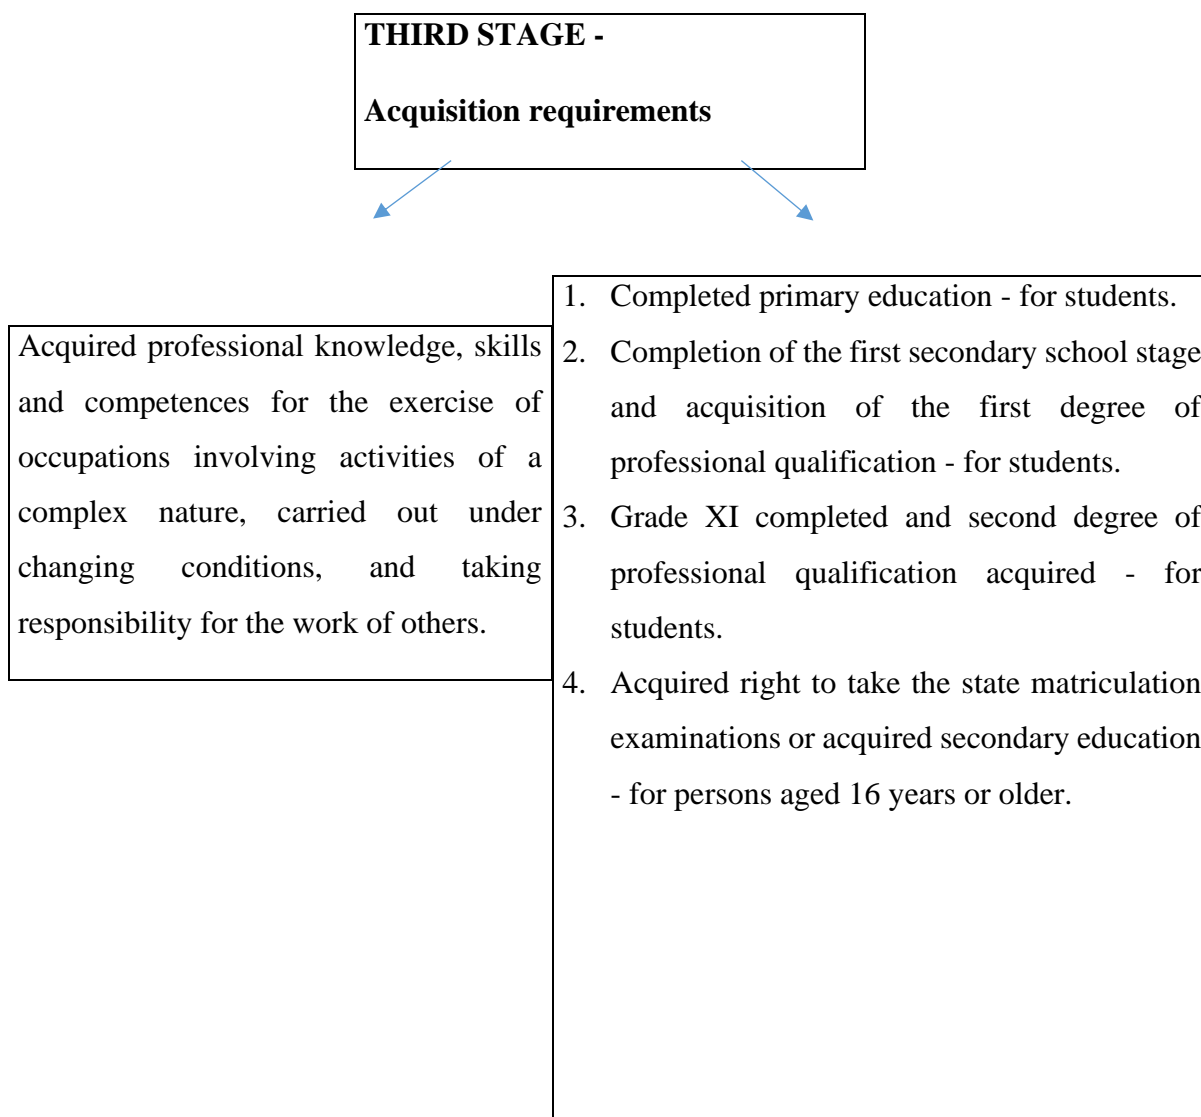 THIRD STAGE -
Acquisition requirements
Acquired professional knowledge, skills
and competences for the exercise of
occupations involving activities of a
complex nature, carried out under
changing conditions, and taking
responsibility for the work of others.
1. Completed primary education - for students.
2. Completion of the first secondary school stage
and acquisition of the first degree of
professional qualification - for students.
3. Grade XI completed and second degree of
professional qualification acquired - for
students.
4. Acquired right to take the state matriculation
examinations or acquired secondary education
- for persons aged 16 years or older.